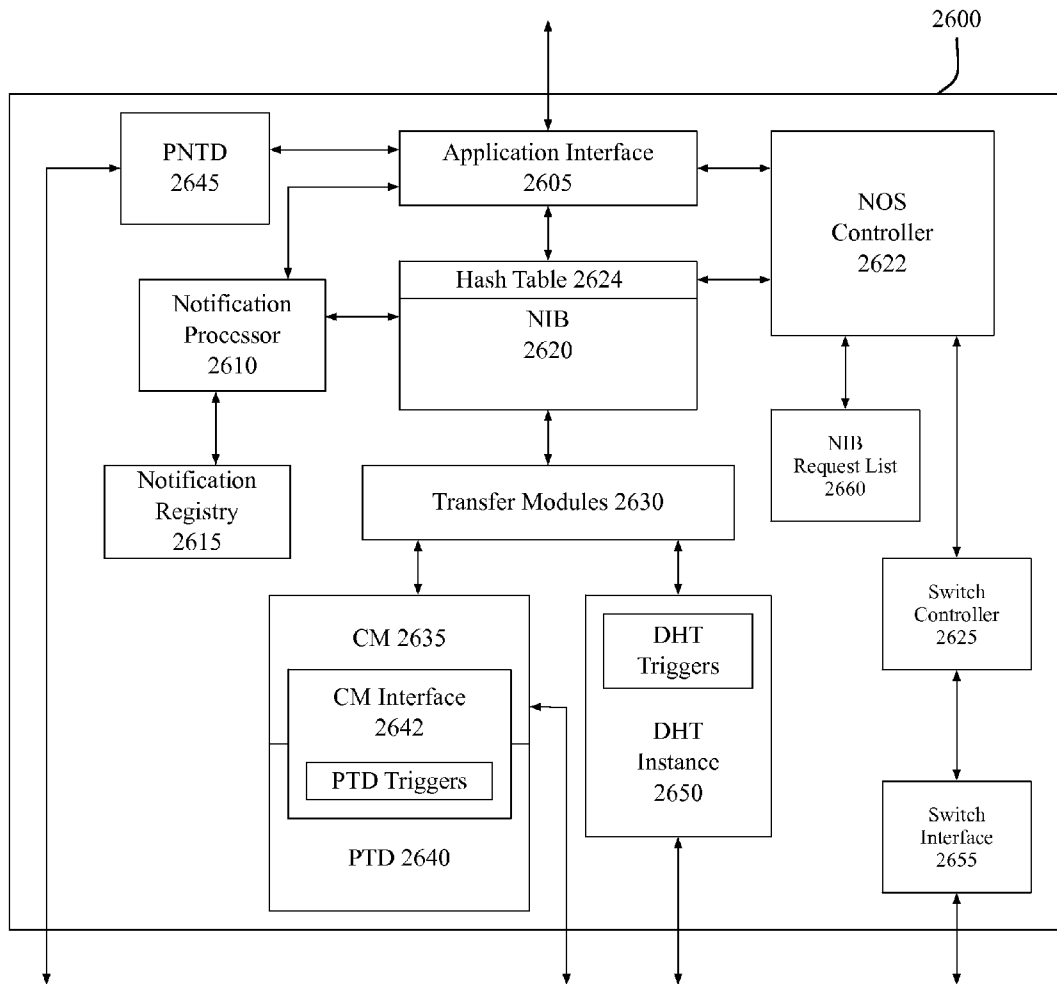 2600
PNTD
2645
Application Interface
2605
NOS
Controller
2622
Hash Table 2624
NIB
2620
Notification
Processor
2610
NIB
Request List
2660
Notification
Registry
2615
Transfer Modules 2630
CM 2635
CM Interface
2642
PTD Triggers
PTD 2640
DHT
Triggers
DHT
Instance
2650
Switch
Controller
2625
Switch
Interface
2655